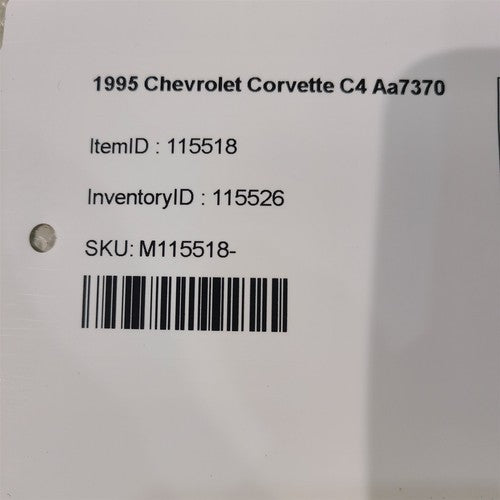 1995 Chevrolet Corvette C4 Aa7370
ItemID : 115518
InventoryID : 115526
SKU: M115518-